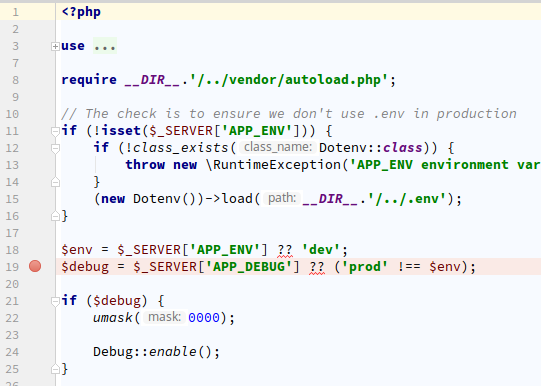 1 <?php
2
3 use ...
7
8 require __DIR__.'/../vendor/autoload.php';
9
10 // The check is to ensure we don't use .env in production
11 if (!isset($_SERVER['APP_ENV'])) {
12 if (!class_exists( class_name: Dotenv::class)) {
13 throw new \RuntimeException('APP_ENV environment var
14 }
15 (new Dotenv())->load( path: __DIR__.'/../.env');
16 }
17
18 $env = $_SERVER['APP_ENV'] ?? 'dev';
19 $debug = $_SERVER['APP_DEBUG'] ?? ('prod' !== $env);
20
21 if ($debug) {
22 umask( mask: 0000);
23
24 Debug::enable();
25 }